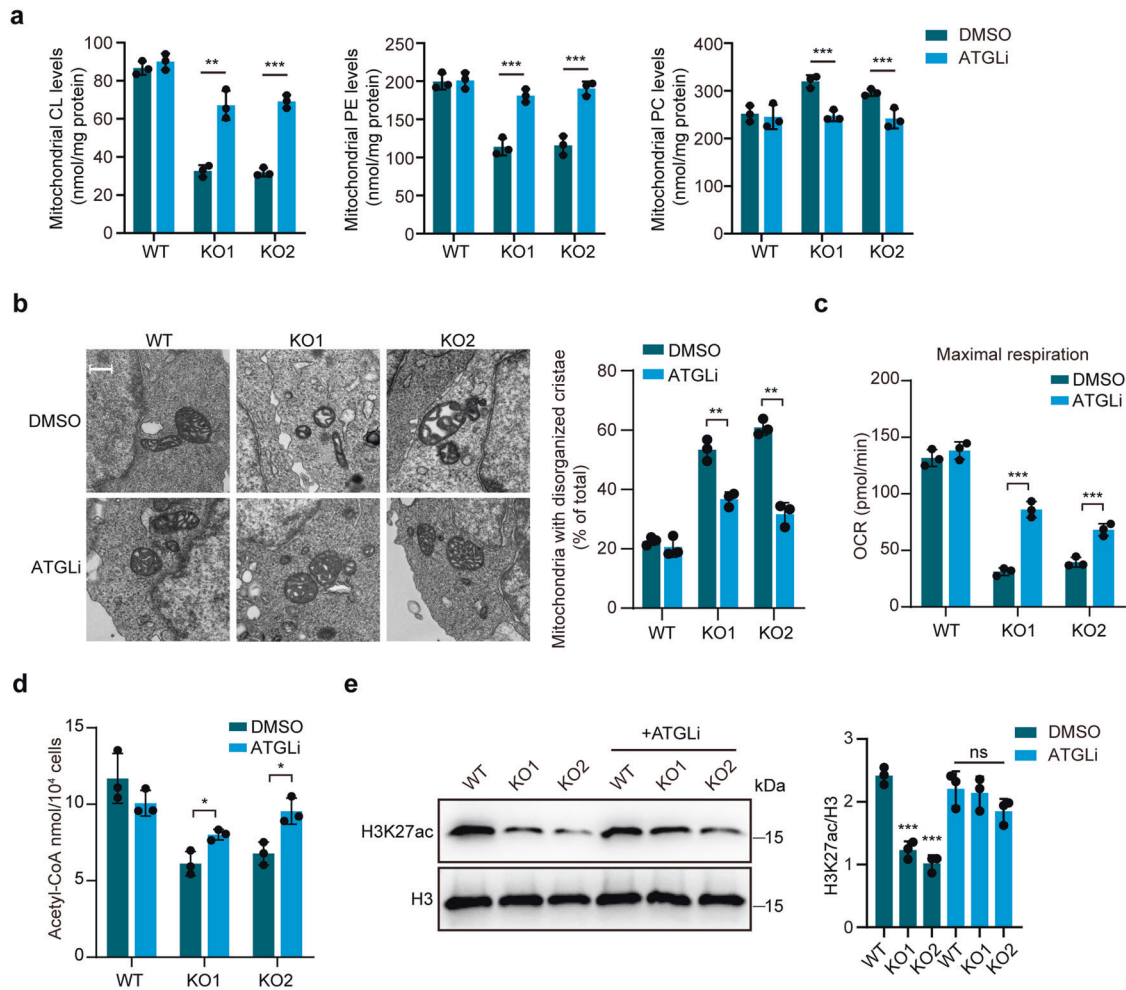 a
DMSO
ATGLi
Mitochondrial CL levels
(nmol/mg protein)
100
80
60
40
20
0
**
***
WT
KO1
KO2
Mitochondrial PE levels
(nmol/mg protein)
250
200
150
100
50
0
***
***
WT
KO1
KO2
Mitochondrial PC levels
(nmol/mg protein)
400
300
200
100
0
***
***
WT
KO1
KO2
b
WT
KO1
KO2
DMSO
ATGLi
DMSO
ATGLi
Mitochondria with disorganized cristae
(% of total)
80
60
40
20
0
**
**
WT
KO1
KO2
c
Maximal respiration
DMSO
ATGLi
OCR (pmol/min)
200
150
100
50
0
***
***
WT
KO1
KO2
d
DMSO
ATGLi
Acetyl-CoA nmol/10⁴ cells
15
10
5
0
*
*
WT
KO1
KO2
e
+ATGLi
WT
KO1
KO2
WT
KO1
KO2
kDa
H3K27ac
15
H3
15
DMSO
ATGLi
H3K27ac/H3
3
2
1
0
***
***
ns
WT
KO1
KO2
WT
KO1
KO2